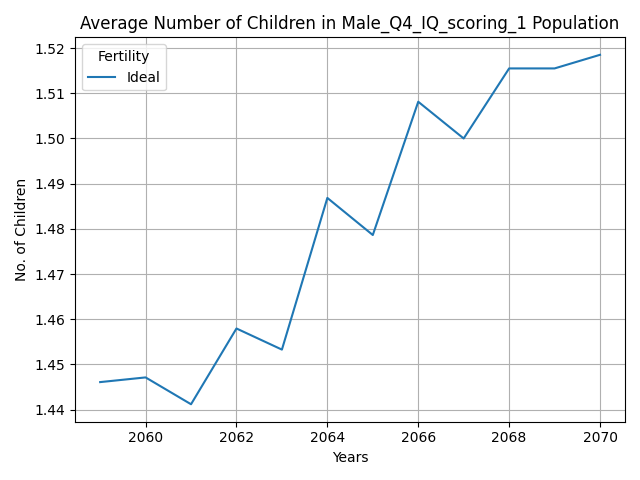 Average Number of Children in Male_Q4_IQ_scoring_1 Population
Fertility
Ideal
1.52
1.51
1.50
1.49
1.48
1.47
1.46
1.45
1.44
No. of Children
2060 2062 2064 2066 2068 2070
Years